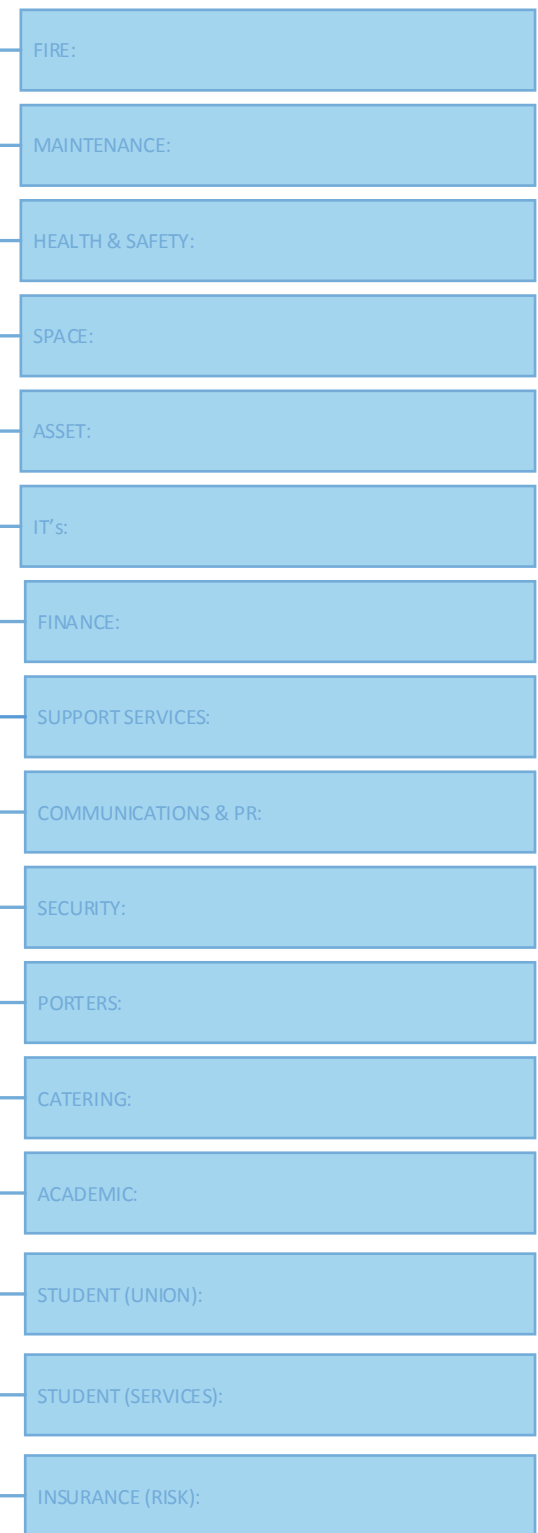 FIRE:
MAINTENANCE:
HEALTH & SAFETY:
SPACE:
ASSET:
IT’s:
FINANCE:
SUPPORT SERVICES:
COMMUNICATIONS & PR:
SECURITY:
PORTERS:
CATERING:
ACADEMIC:
STUDENT (UNION):
STUDENT (SERVICES):
INSURANCE (RISK):